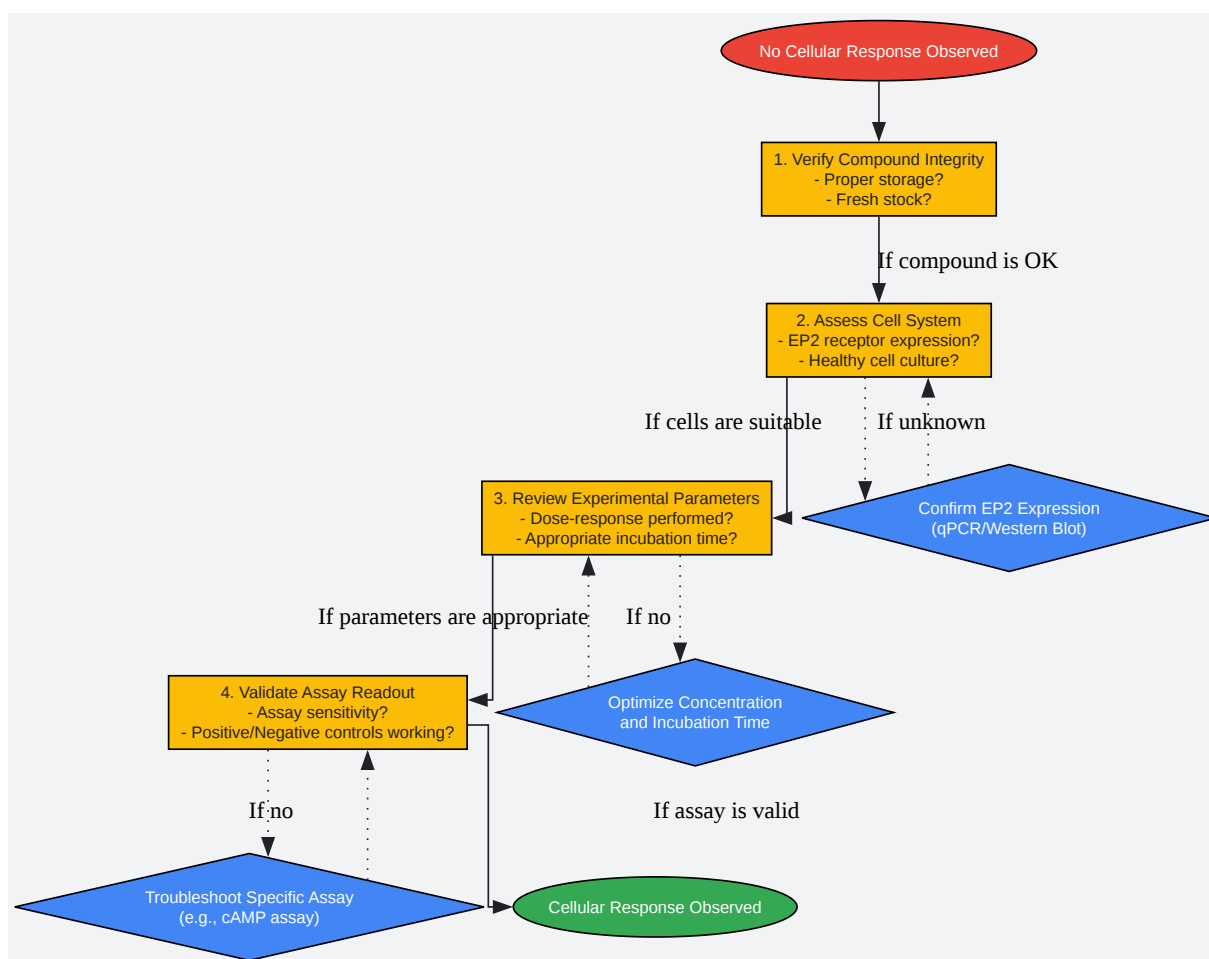 No Cellular Response Observed
1. Verify Compound Integrity
- Proper storage?
- Fresh stock?
If compound is OK
2. Assess Cell System
- EP2 receptor expression?
- Healthy cell culture?
If cells are suitable
If unknown
3. Review Experimental Parameters
- Dose-response performed?
- Appropriate incubation time?
Confirm EP2 Expression
(qPCR/Western Blot)
If parameters are appropriate
If no
4. Validate Assay Readout
- Assay sensitivity?
- Positive/Negative controls working?
Optimize Concentration
and Incubation Time
If no
If assay is valid
Troubleshoot Specific Assay
(e.g., cAMP assay)
Cellular Response Observed